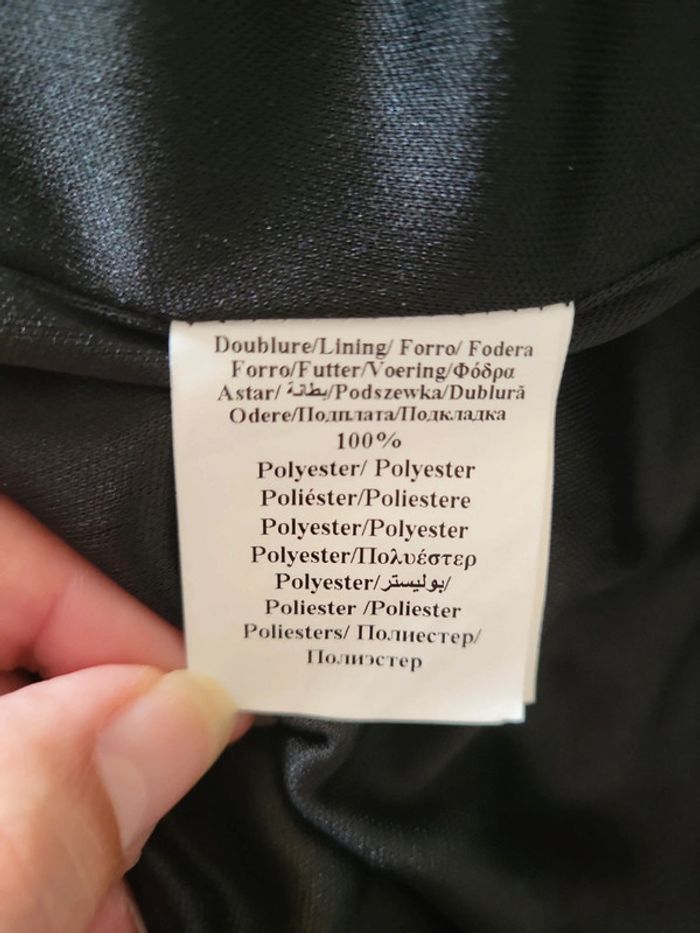 Doublure/Lining/ Forro/ Fodera
Forro/Futter/Voering/Φόδρα
Astar/ بطانة/Podszewka/Dublură
Odere/Подплата/Подкладка
100%
Polyester/ Polyester
Poliéster/Poliestere
Polyester/Polyester
Polyester/Πολυέστερ
Polyester/بوليستر/
Poliester /Poliester
Poliesters/ Полиестер/
Полиэстер